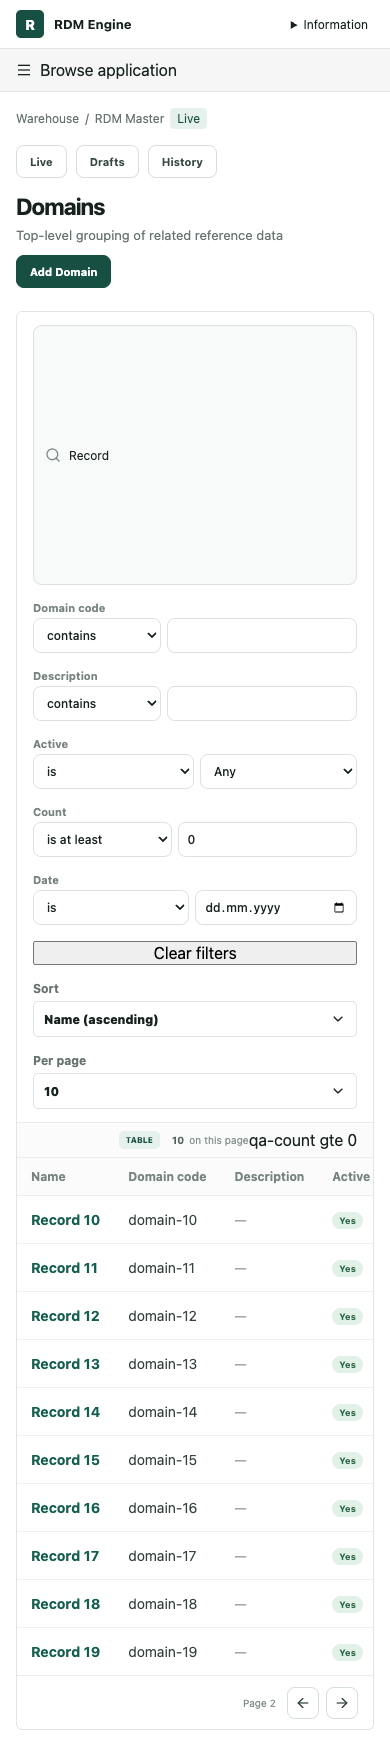 R RDM Engine ▶ Information
☰ Browse application
Warehouse / RDM Master Live
Live Drafts History
Domains
Top-level grouping of related reference data
Add Domain
Record
Domain code
contains
Description
contains
Active
is Any
Count
is at least 0
Date
is dd.mm.yyyy
Clear filters
Sort
Name (ascending)
Per page
10
TABLE 10 on this pageqa-count gte 0
Name Domain code Description Active
Record 10 domain-10 — Yes
Record 11 domain-11 — Yes
Record 12 domain-12 — Yes
Record 13 domain-13 — Yes
Record 14 domain-14 — Yes
Record 15 domain-15 — Yes
Record 16 domain-16 — Yes
Record 17 domain-17 — Yes
Record 18 domain-18 — Yes
Record 19 domain-19 — Yes
Page 2 ← →